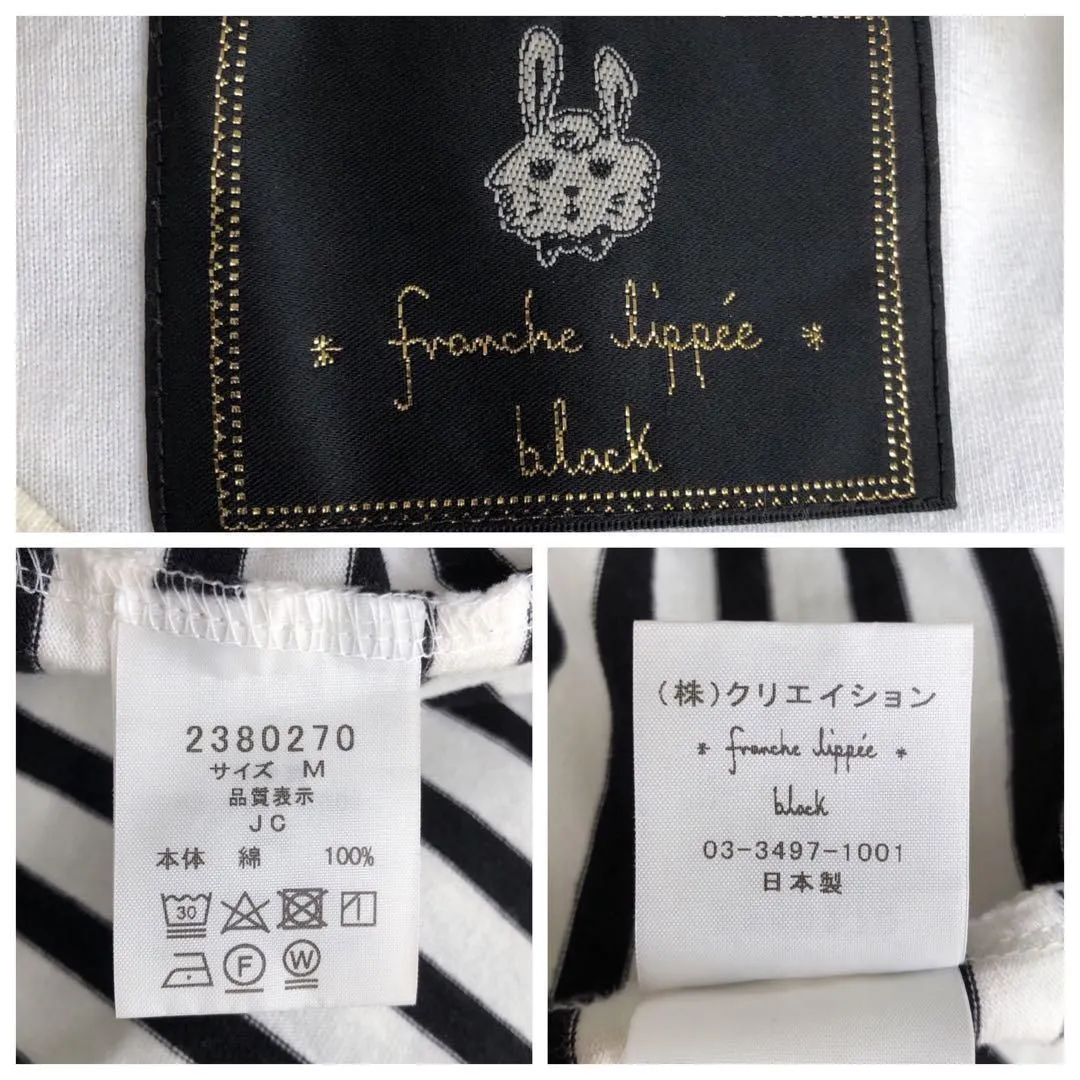 * franche lippée *
black
2380270
サイズ M
品質表示
JC
本体 綿 100%
30
F
W
(株)クリエイション
* franche lippée *
black
03-3497-1001
日本製